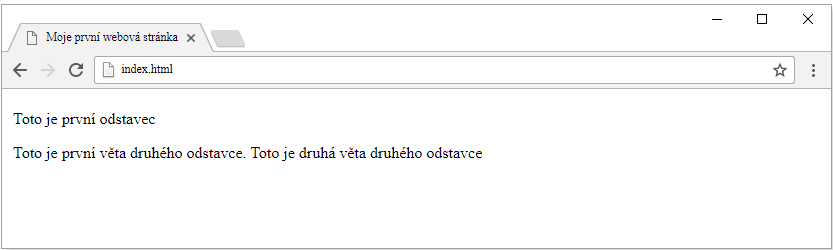 Moje první webová stránka
index.html
Toto je první odstavec
Toto je první věta druhého odstavce. Toto je druhá věta druhého odstavce